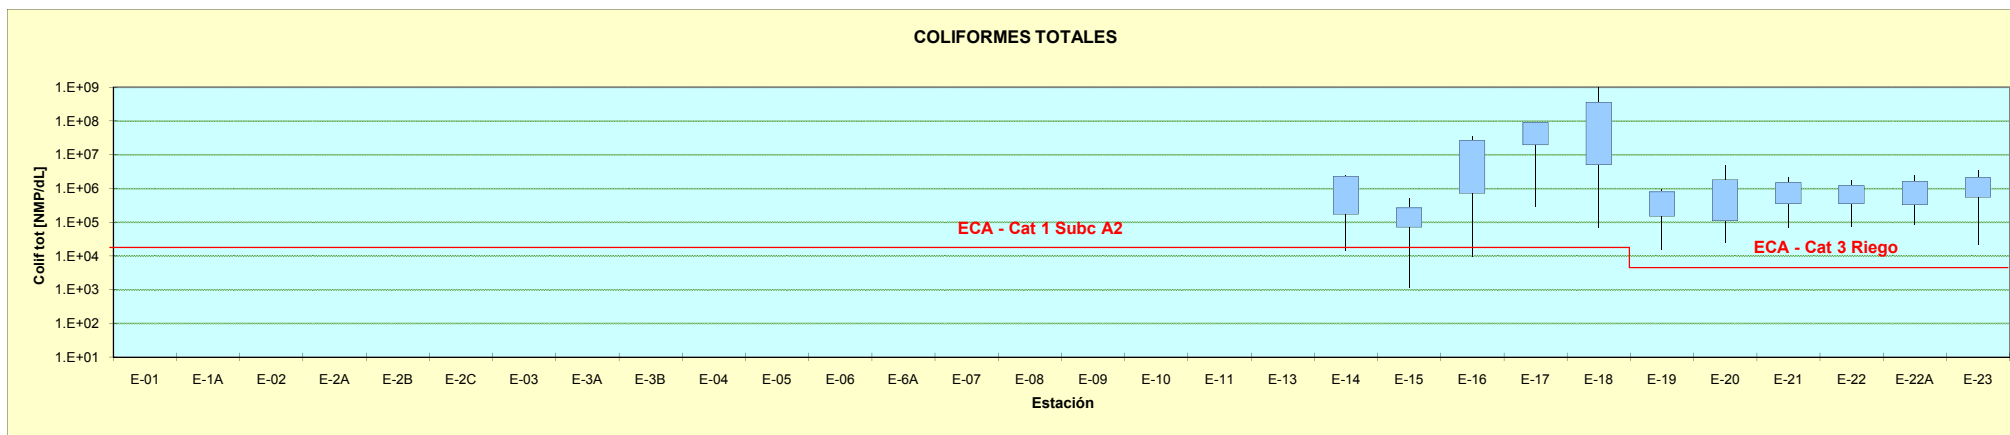 COLIFORMES TOTALES
1.E+09
1.E+08
1.E+07
1.E+06
1.E+05
1.E+04
1.E+03
1.E+02
1.E+01
Colif tot [NMP/dL]
ECA - Cat 1 Subc A2
ECA - Cat 3 Riego
E-01 E-1A E-02 E-2A E-2B E-2C E-03 E-3A E-3B E-04 E-05 E-06 E-6A E-07 E-08 E-09 E-10 E-11 E-13 E-14 E-15 E-16 E-17 E-18 E-19 E-20 E-21 E-22 E-22A E-23
Estación